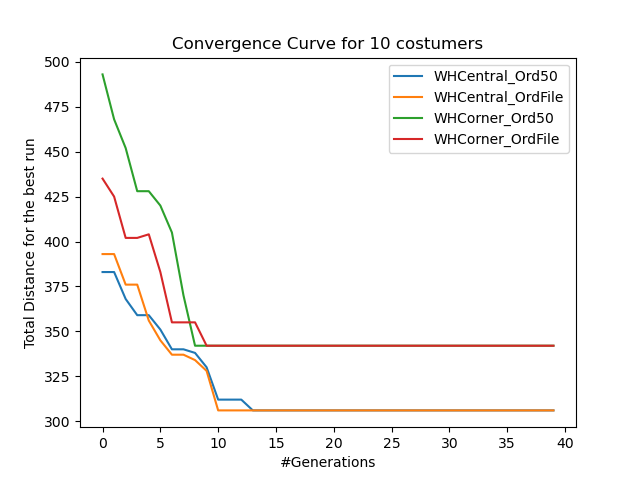 Convergence Curve for 10 costumers
WHCentral_Ord50
WHCentral_OrdFile
WHCorner_Ord50
WHCorner_OrdFile
Total Distance for the best run
500
475
450
425
400
375
350
325
300
0 5 10 15 20 25 30 35 40
#Generations